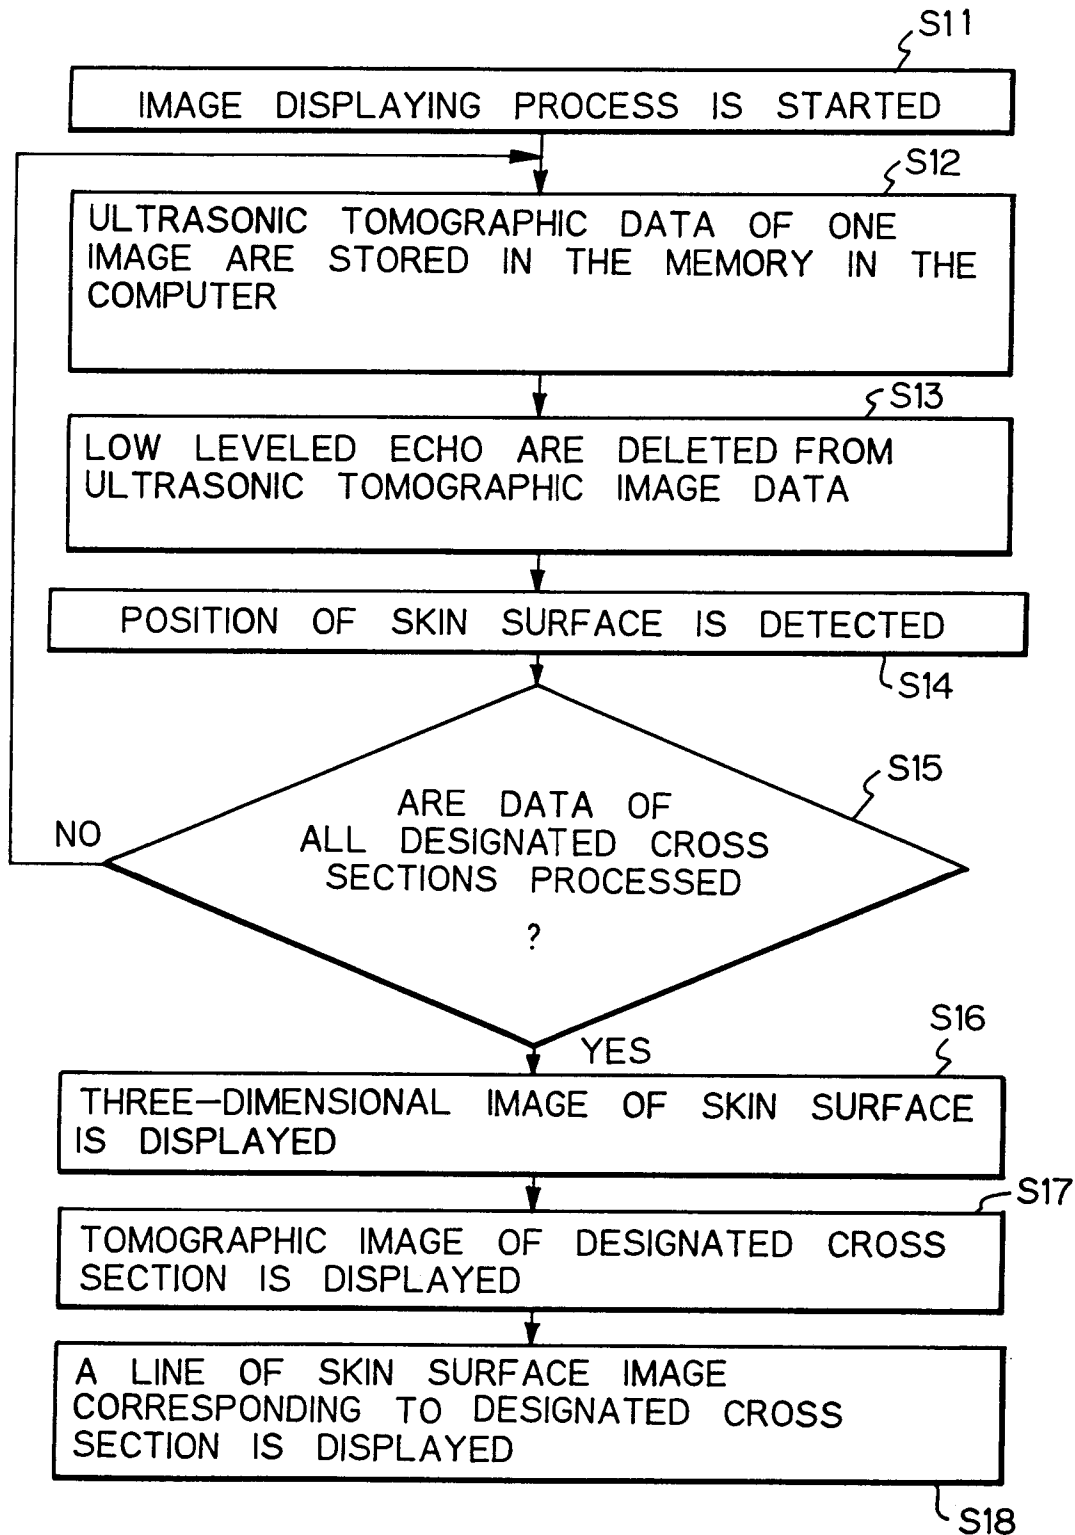 S11
IMAGE DISPLAYING PROCESS IS STARTED
S12
ULTRASONIC TOMOGRAPHIC DATA OF ONE
IMAGE ARE STORED IN THE MEMORY IN THE
COMPUTER
S13
LOW LEVELED ECHO ARE DELETED FROM
ULTRASONIC TOMOGRAPHIC IMAGE DATA
POSITION OF SKIN SURFACE IS DETECTED
S14
S15
ARE DATA OF
ALL DESIGNATED CROSS
SECTIONS PROCESSED
?
NO
YES
S16
THREE-DIMENSIONAL IMAGE OF SKIN SURFACE
IS DISPLAYED
S17
TOMOGRAPHIC IMAGE OF DESIGNATED CROSS
SECTION IS DISPLAYED
A LINE OF SKIN SURFACE IMAGE
CORRESPONDING TO DESIGNATED CROSS
SECTION IS DISPLAYED
S18